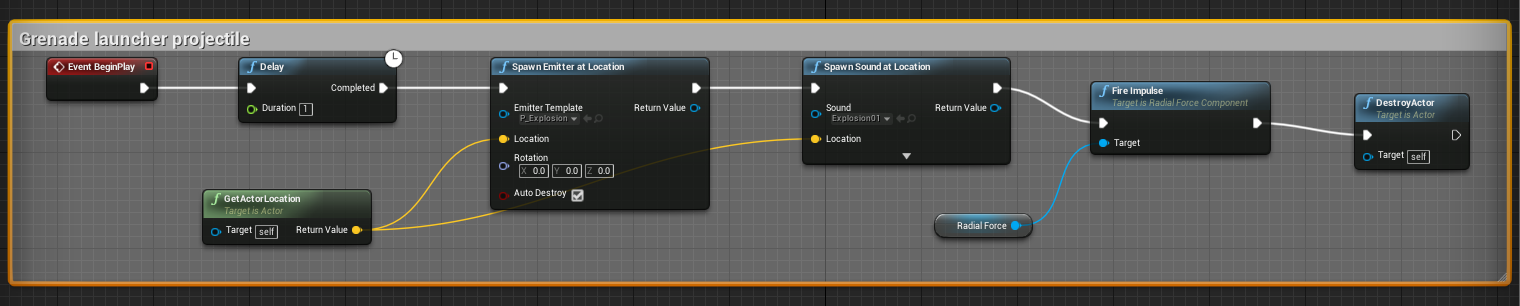 Grenade launcher projectile
Event BeginPlay
Delay
Completed
Duration 1
GetActorLocation
Target is Actor
Target self Return Value
Spawn Emitter at Location
Emitter Template Return Value
P_Explosion
Location
Rotation
X 0.0 Y 0.0 Z 0.0
Auto Destroy
Spawn Sound at Location
Sound Return Value
Explosion01
Location
Radial Force
Fire Impulse
Target is Radial Force Component
Target
DestroyActor
Target is Actor
Target self